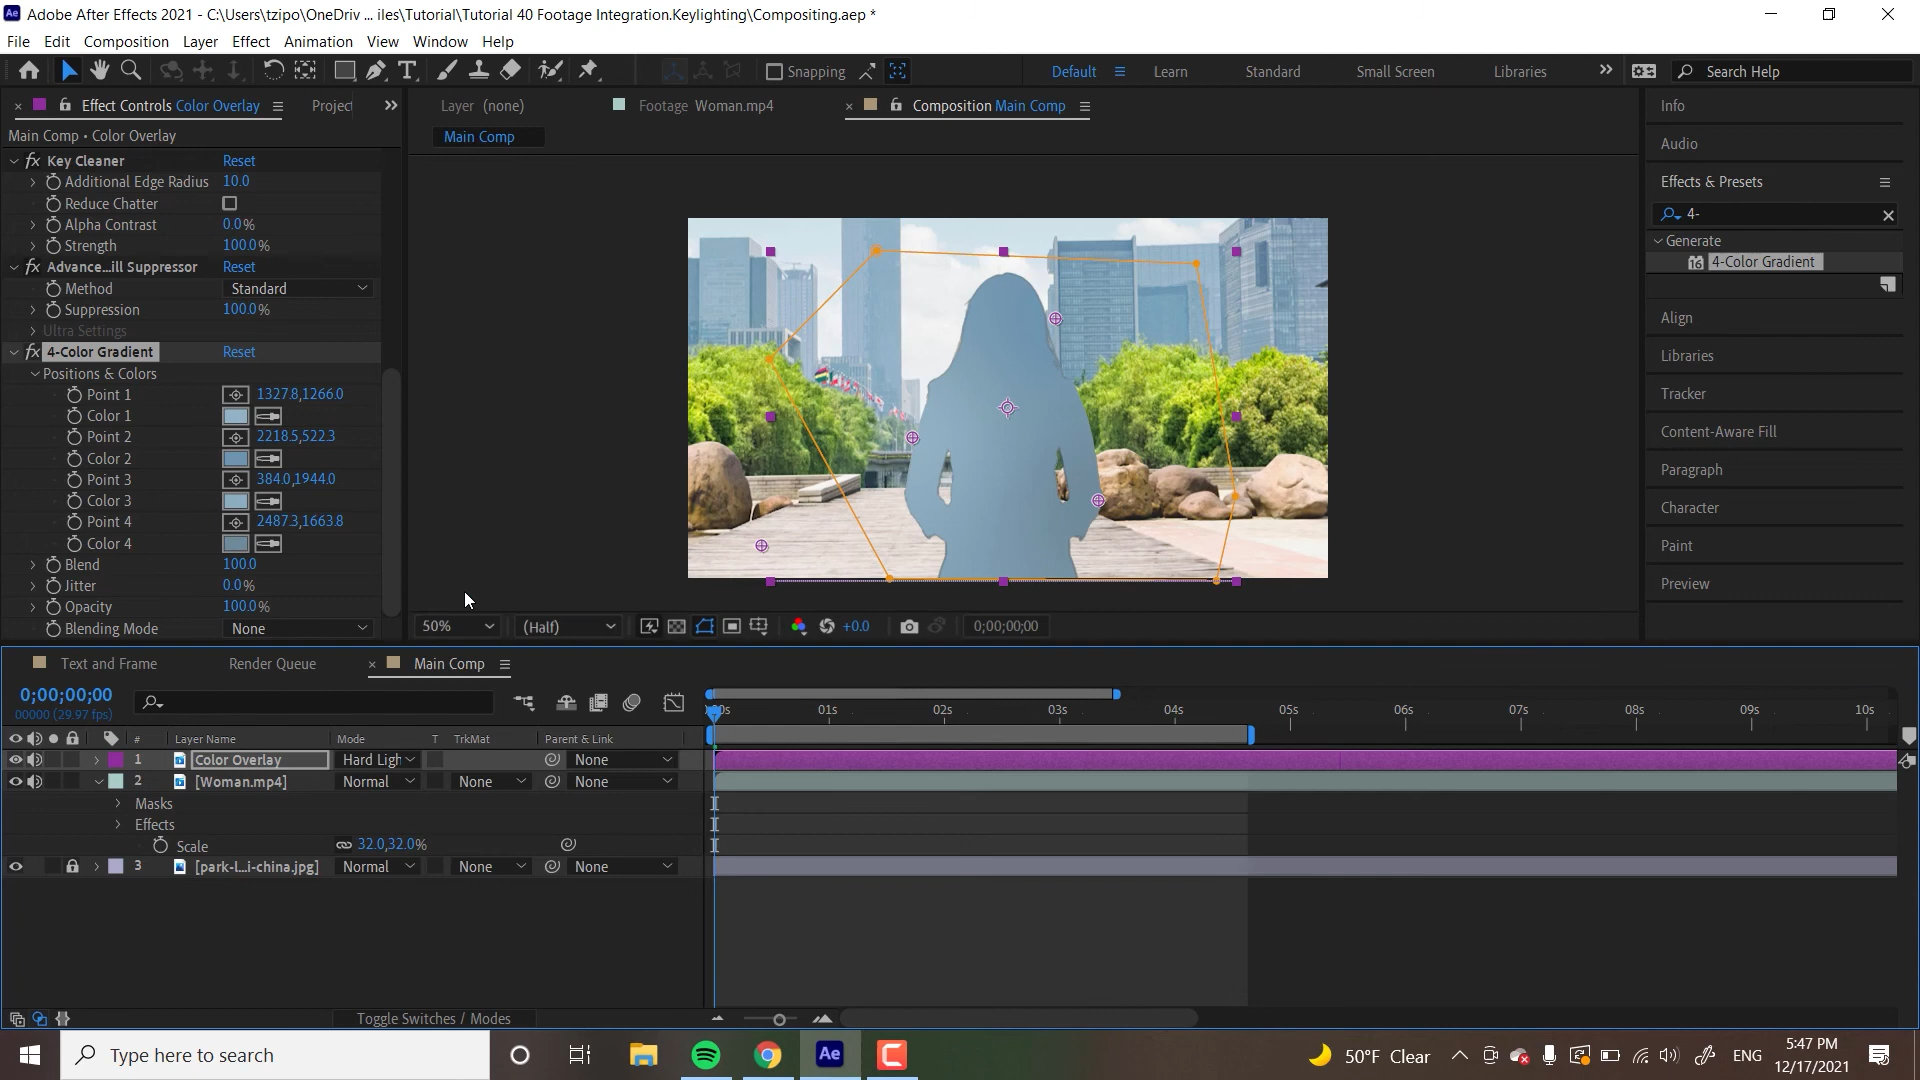 Adobe After Effects 2021 - C:\Users\tzipo\OneDriv ... iles\Tutorial\Tutorial 40 Footage Integration.Keylighting\Compositing.aep *
File Edit Composition Layer Effect Animation View Window Help
Snapping Default Learn Standard Small Screen Libraries Search Help
Effect Controls Color Overlay Project
Layer (none) Footage Woman.mp4 Composition Main Comp
Main Comp • Color Overlay
Main Comp
fx Key Cleaner Reset
Additional Edge Radius 10.0
Reduce Chatter
Alpha Contrast 0.0%
Strength 100.0%
fx Advance...ill Suppressor Reset
Method Standard
Suppression 100.0%
Ultra Settings
fx 4-Color Gradient Reset
Positions & Colors
Point 1 1327.8,1266.0
Color 1
Point 2 2218.5,522.3
Color 2
Point 3 384.0,1944.0
Color 3
Point 4 2487.3,1663.8
Color 4
Blend 100.0
Jitter 0.0%
Opacity 100.0%
Blending Mode None
50% (Half) +0.0 0;00;00;00
Info
Audio
Effects & Presets
4-
Generate
16 4-Color Gradient
Align
Libraries
Tracker
Content-Aware Fill
Paragraph
Character
Paint
Preview
Text and Frame Render Queue Main Comp
0;00;00;00
00000 (29.97 fps)
01s 02s 03s 04s 05s 06s 07s 08s 09s 10s
# Layer Name Mode T TrkMat Parent & Link
1 Color Overlay Hard Ligh None
2 [Woman.mp4] Normal None None
Masks
Effects
Scale 32.0,32.0%
3 [park-l...i-china.jpg] Normal None None
Toggle Switches / Modes
Type here to search
Ae
50°F Clear
ENG
5:47 PM
12/17/2021